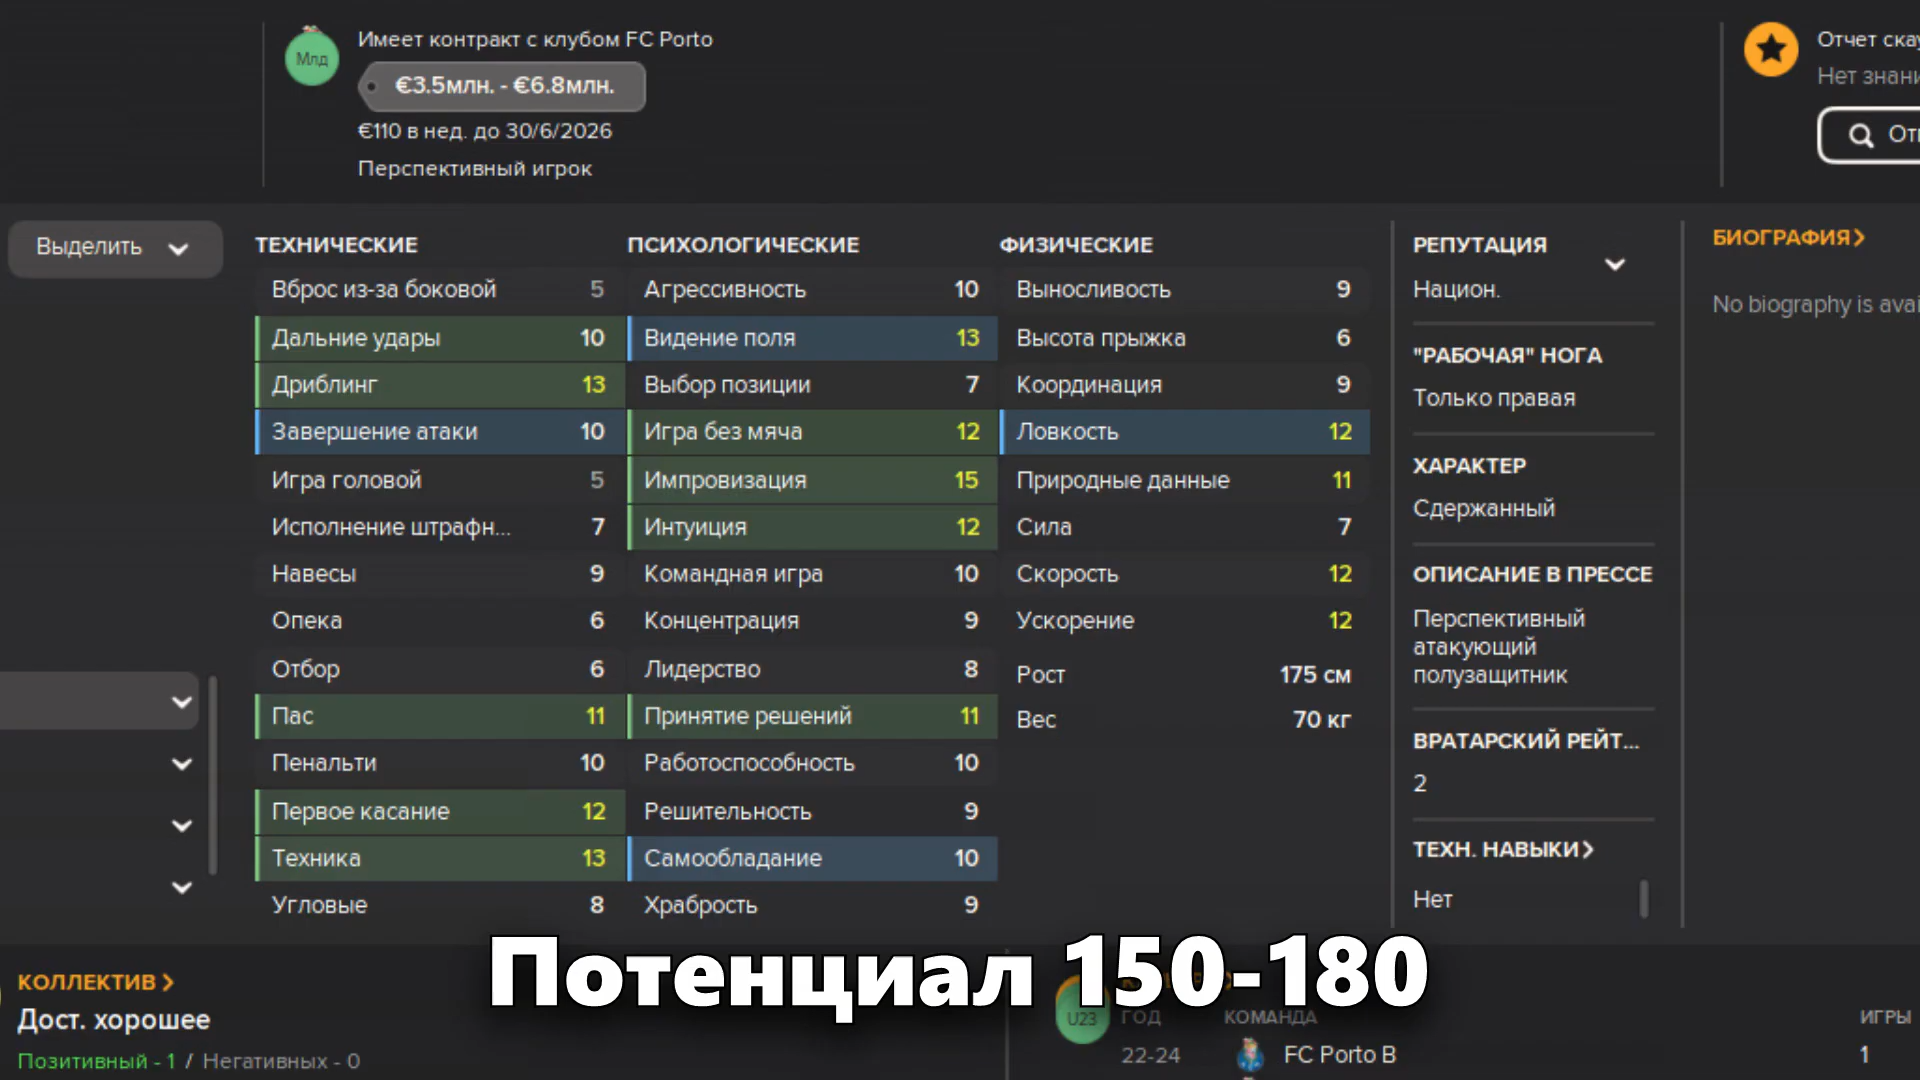 Млд
Имеет контракт с клубом FC Porto
€3.5млн. - €6.8млн.
€110 в нед. до 30/6/2026
Перспективный игрок
Отчет
Нет
Выделить
ТЕХНИЧЕСКИЕ
Вброс из-за боковой 5
Дальние удары 10
Дриблинг 13
Завершение атаки 10
Игра головой 5
Исполнение штрафн... 7
Навесы 9
Опека 6
Отбор 6
Пас 11
Пенальти 10
Первое касание 12
Техника 13
Угловые 8
ПСИХОЛОГИЧЕСКИЕ
Агрессивность 10
Видение поля 13
Выбор позиции 7
Игра без мяча 12
Импровизация 15
Интуиция 12
Командная игра 10
Концентрация 9
Лидерство 8
Принятие решений 11
Работоспособность 10
Решительность 9
Самообладание 10
Храбрость 9
ФИЗИЧЕСКИЕ
Выносливость 9
Высота прыжка 6
Координация 9
Ловкость 12
Природные данные 11
Сила 7
Скорость 12
Ускорение 12
Рост 175 см
Вес 70 кг
РЕПУТАЦИЯ
Национ.
"РАБОЧАЯ" НОГА
Только правая
ХАРАКТЕР
Сдержанный
ОПИСАНИЕ В ПРЕССЕ
Перспективный
атакующий
полузащитник
ВРАТАРСКИЙ РЕЙТ...
2
ТЕХН. НАВЫКИ
Нет
БИОГРАФИЯ
No biography is
Потенциал 150-180
КОЛЛЕКТИВ
Дост. хорошее
Позитивный - 1 / Негативных - 0
U23
ГОД КОМАНДА ИГРЫ
22-24 FC Porto B 1